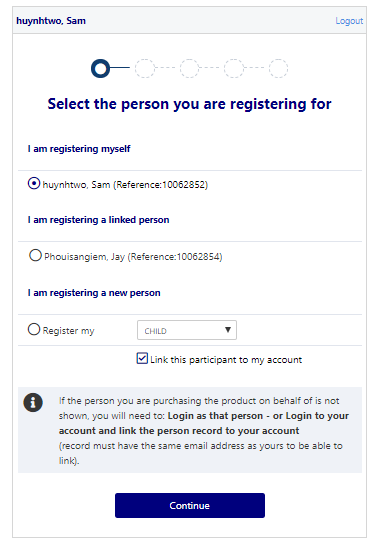 huynhtwo, Sam Logout
Select the person you are registering for
I am registering myself
huynhtwo, Sam (Reference:10062852)
I am registering a linked person
Phouisangiem, Jay (Reference:10062854)
I am registering a new person
Register my CHILD
Link this participant to my account
If the person you are purchasing the product on behalf of is not
shown, you will need to: Login as that person - or Login to your
account and link the person record to your account
(record must have the same email address as yours to be able to
link).
Continue